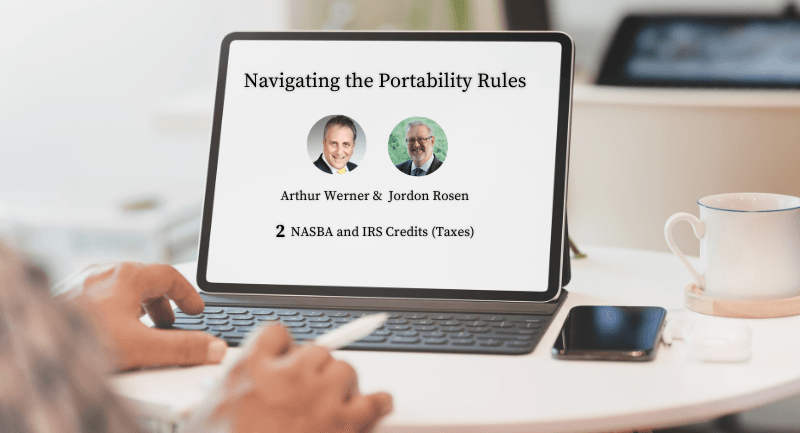 Navigating the Portability Rules
Arthur Werner & Jordon Rosen
2 NASBA and IRS Credits (Taxes)